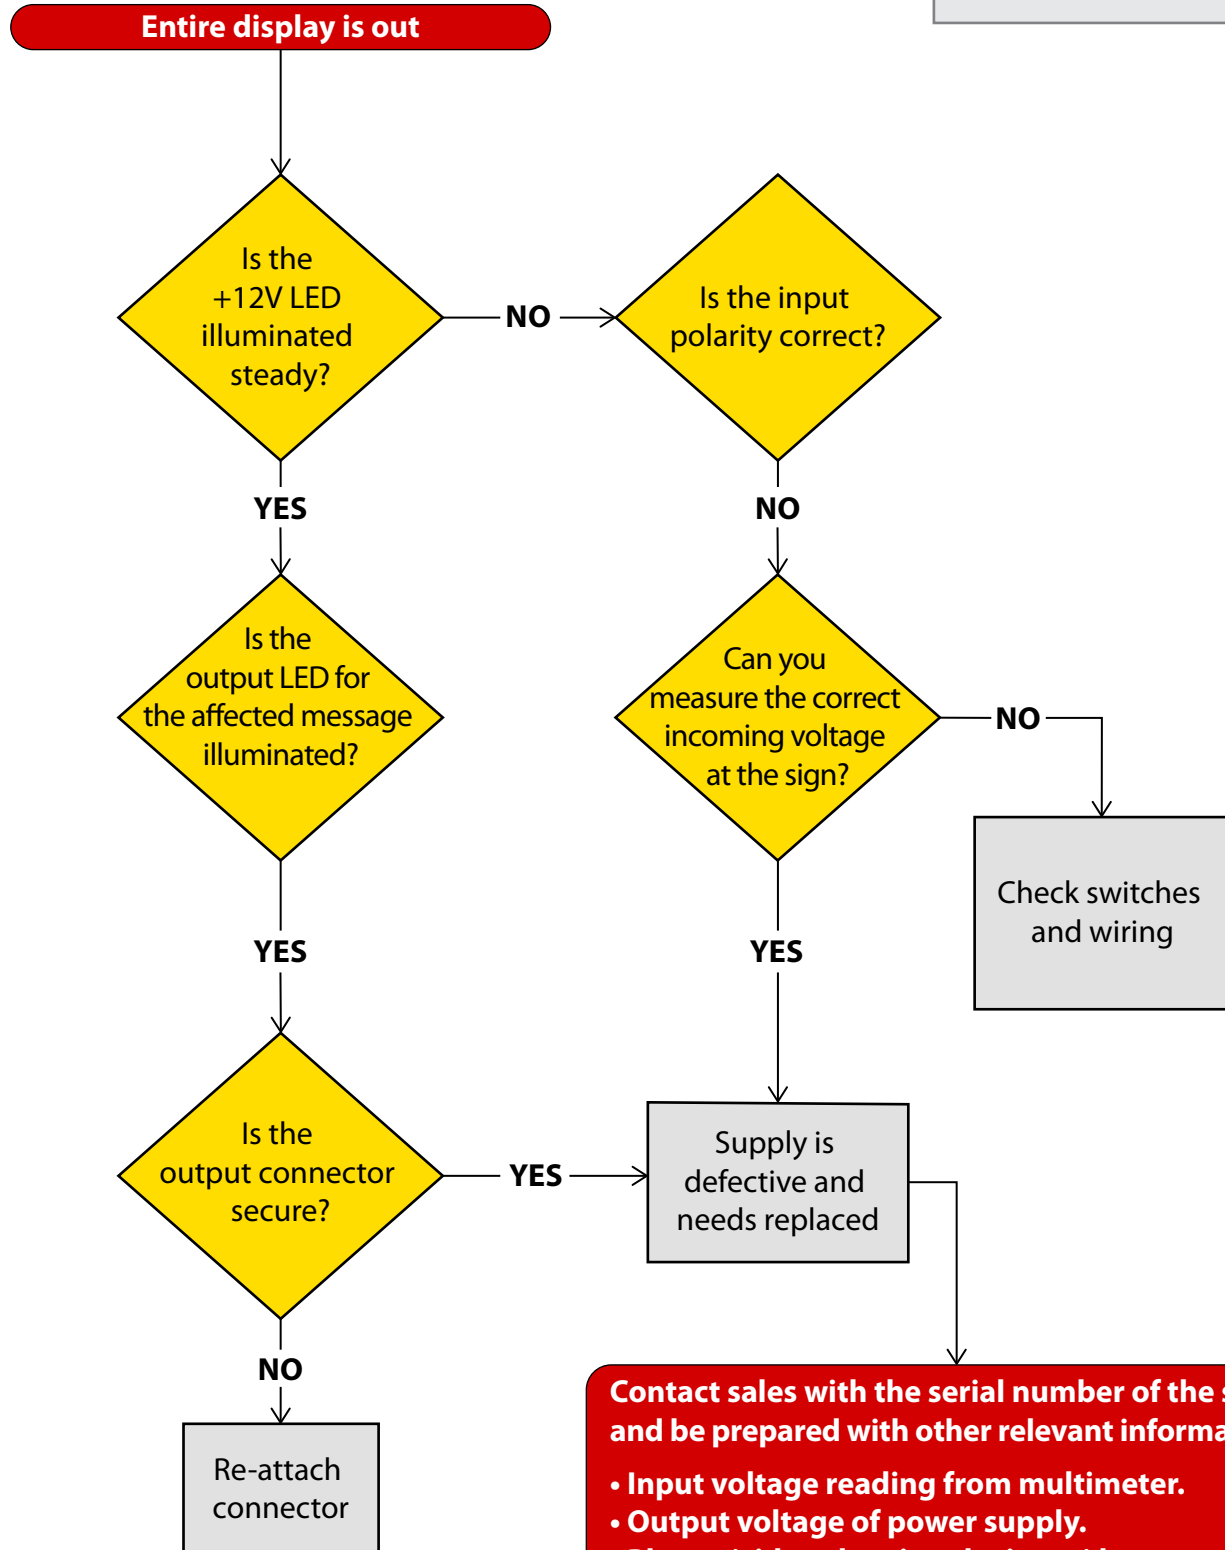 Entire display is out
Is the
+12V LED
illuminated
steady?
NO
Is the input
polarity correct?
YES
NO
Is the
output LED for
the affected message
illuminated?
Can you
measure the correct
incoming voltage
at the sign?
NO
Check switches
and wiring
YES
YES
Is the
output connector
secure?
YES
Supply is
defective and
needs replaced
NO
Re-attach
connector
Contact sales with the serial number of the
and be prepared with other relevant
• Input voltage reading from multimeter.
• Output voltage of power supply.